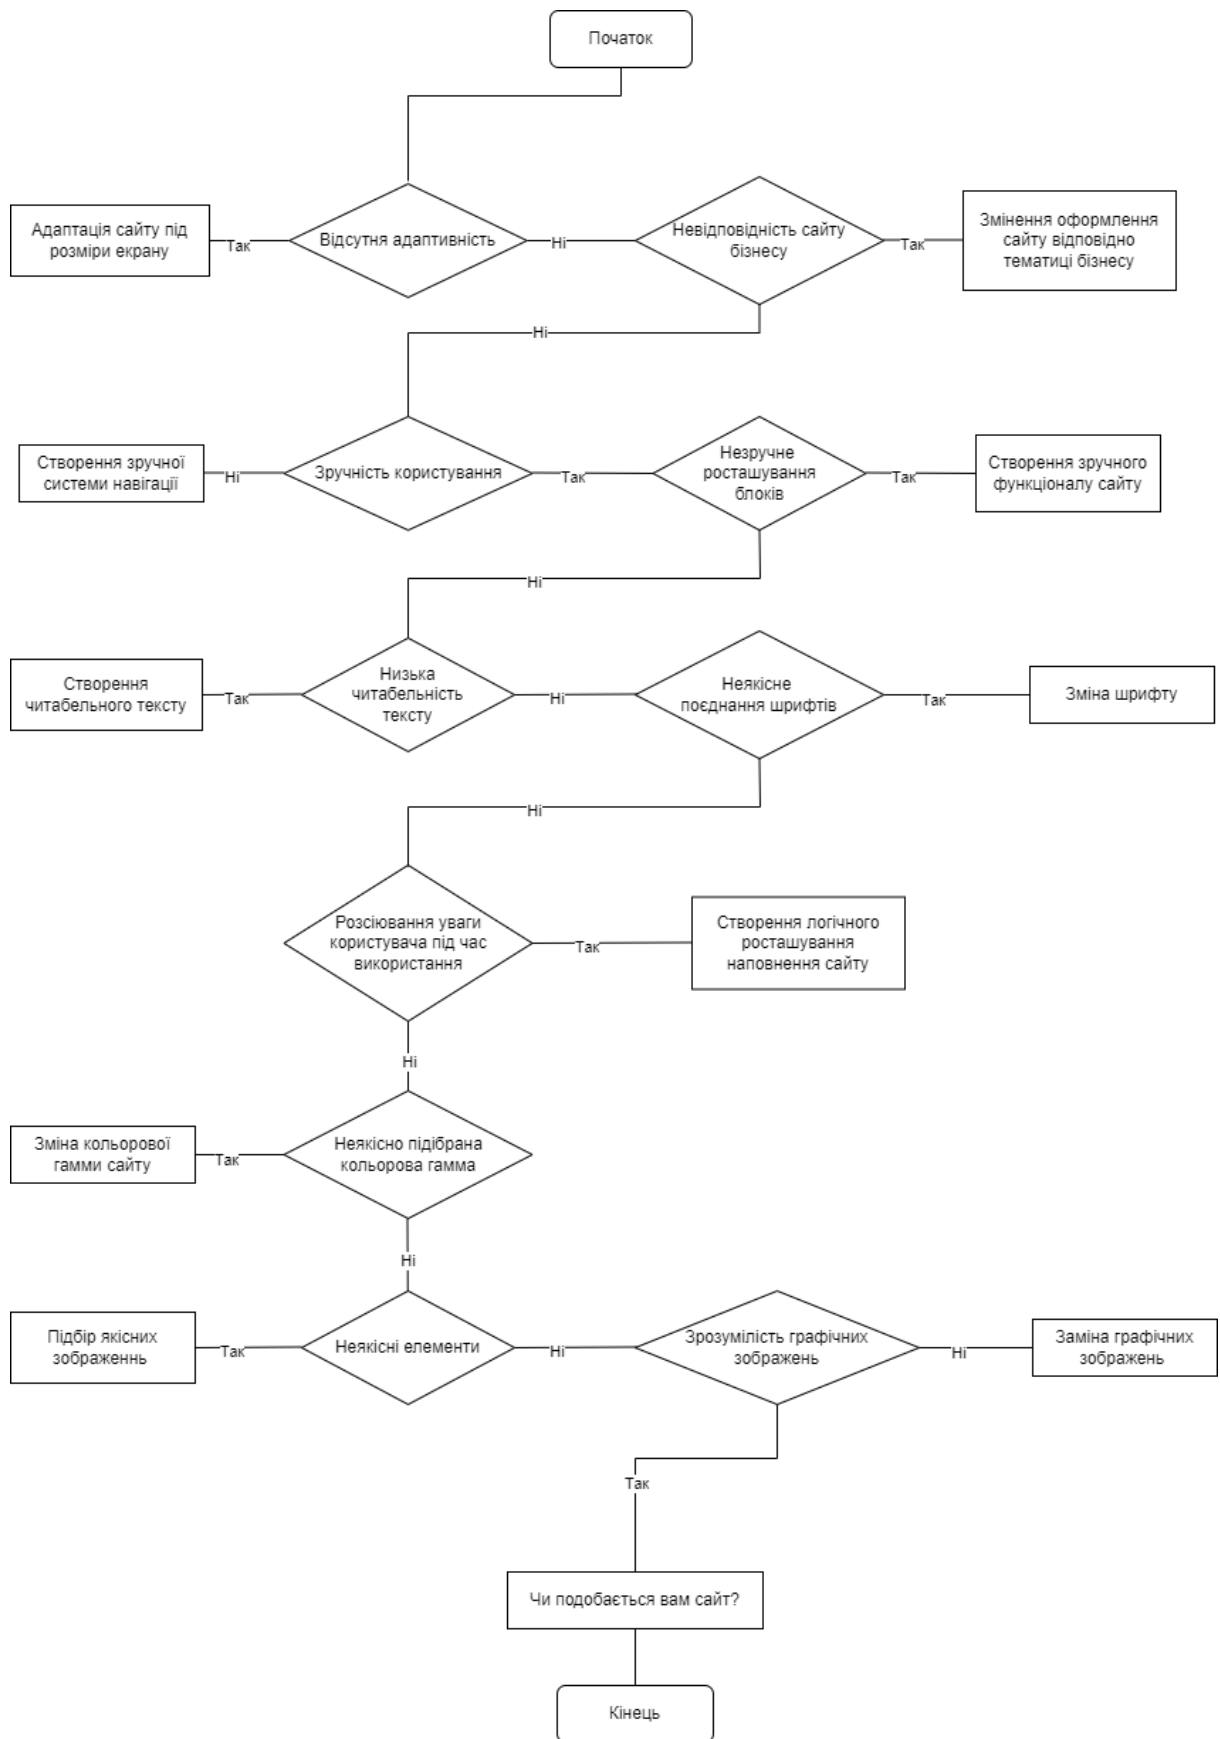 Початок
Адаптація сайту під
розміри екрану
Так
Відсутня адаптивність
Ні
Невідповідність сайту
бізнесу
Так
Змінення оформлення
сайту відповідно
тематиці бізнесу
Ні
Створення зручної
системи навігації
Ні
Зручність користування
Так
Незручне
росташування
блоків
Так
Створення зручного
функціоналу сайту
Ні
Створення
читабельного тексту
Так
Низька
читабельність
тексту
Ні
Неякісне
поєднання шрифтів
Так
Зміна шрифту
Ні
Розсіювання уваги
користувача під час
використання
Так
Створення логічного
росташування
наповнення сайту
Ні
Зміна кольорової
гамми сайту
Так
Неякісно підібрана
кольорова гамма
Ні
Підбір якісних
зображеннь
Так
Неякісні елементи
Ні
Зрозумілість графічних
зображень
Ні
Заміна графічних
зображень
Так
Чи подобається вам сайт?
Кінець